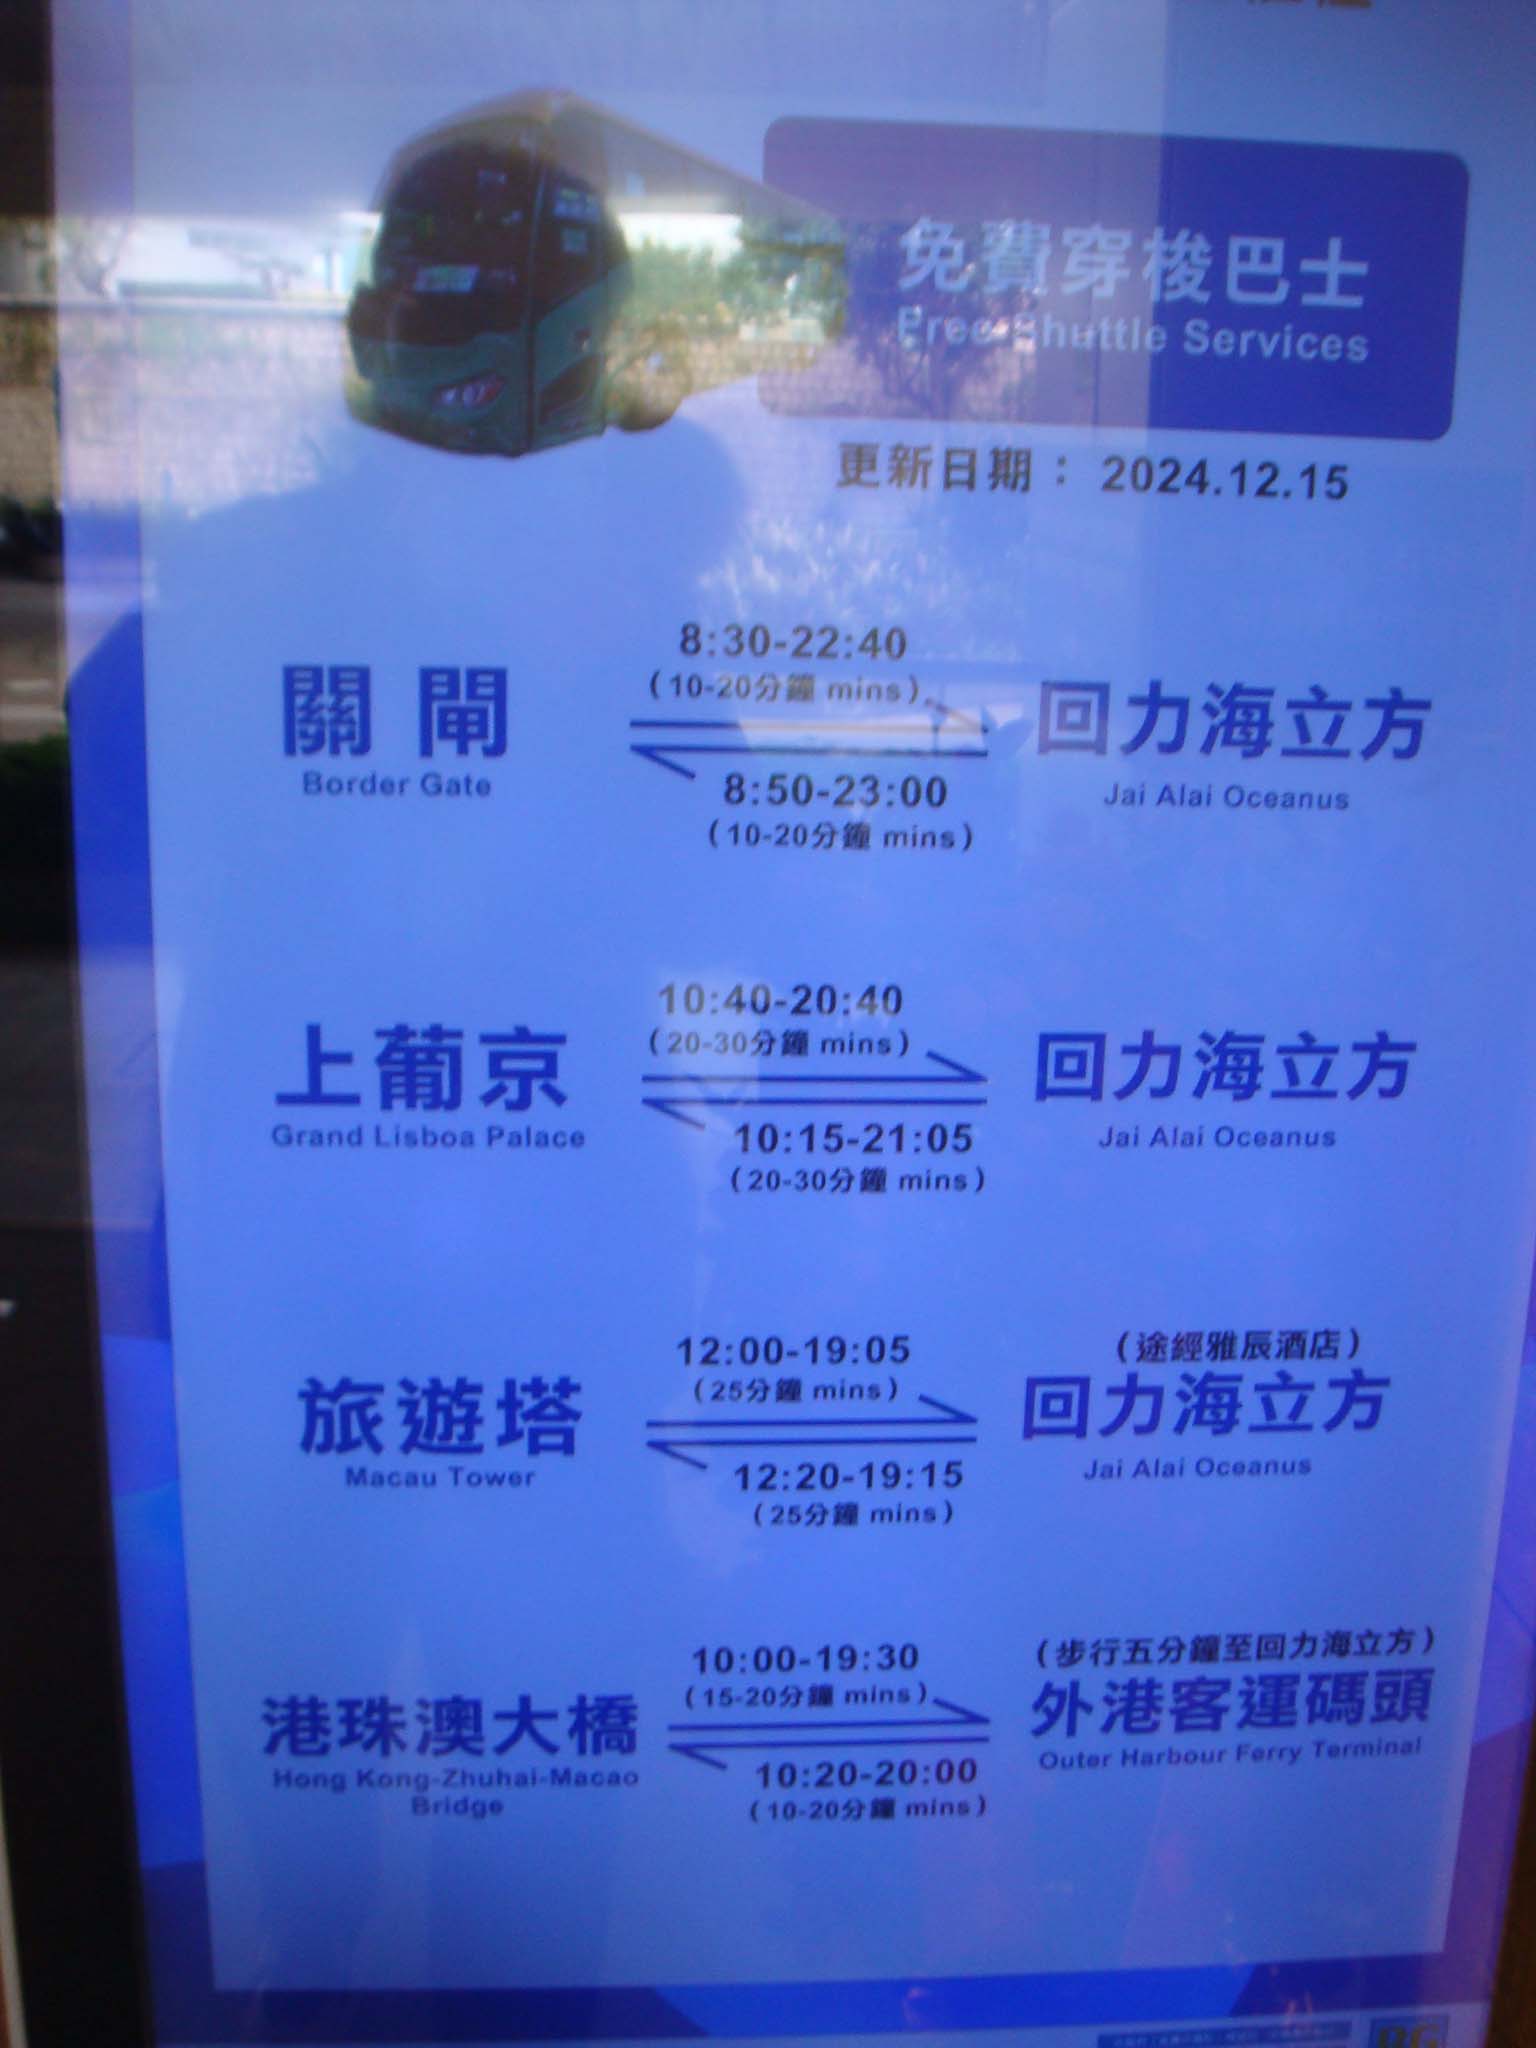 免費穿梭巴士
Free Shuttle Services
更新日期： 2024.12.15
8:30-22:40
（10-20分鐘 mins）
關 閘
Border Gate
回力海立方
Jai Alai Oceanus
8:50-23:00
（10-20分鐘 mins）
10:40-20:40
（20-30分鐘 mins）
上葡京
Grand Lisboa Palace
回力海立方
Jai Alai Oceanus
10:15-21:05
（20-30分鐘 mins）
12:00-19:05
（25分鐘 mins）
旅遊塔
Macau Tower
（途經雅辰酒店）
回力海立方
Jai Alai Oceanus
12:20-19:15
（25分鐘 mins）
10:00-19:30
（15-20分鐘 mins）
港珠澳大橋
Hong Kong-Zhuhai-Macao
Bridge
（步行五分鐘至回力海立方）
外港客運碼頭
Outer Harbour Ferry Terminal
10:20-20:00
（10-20分鐘 mins）